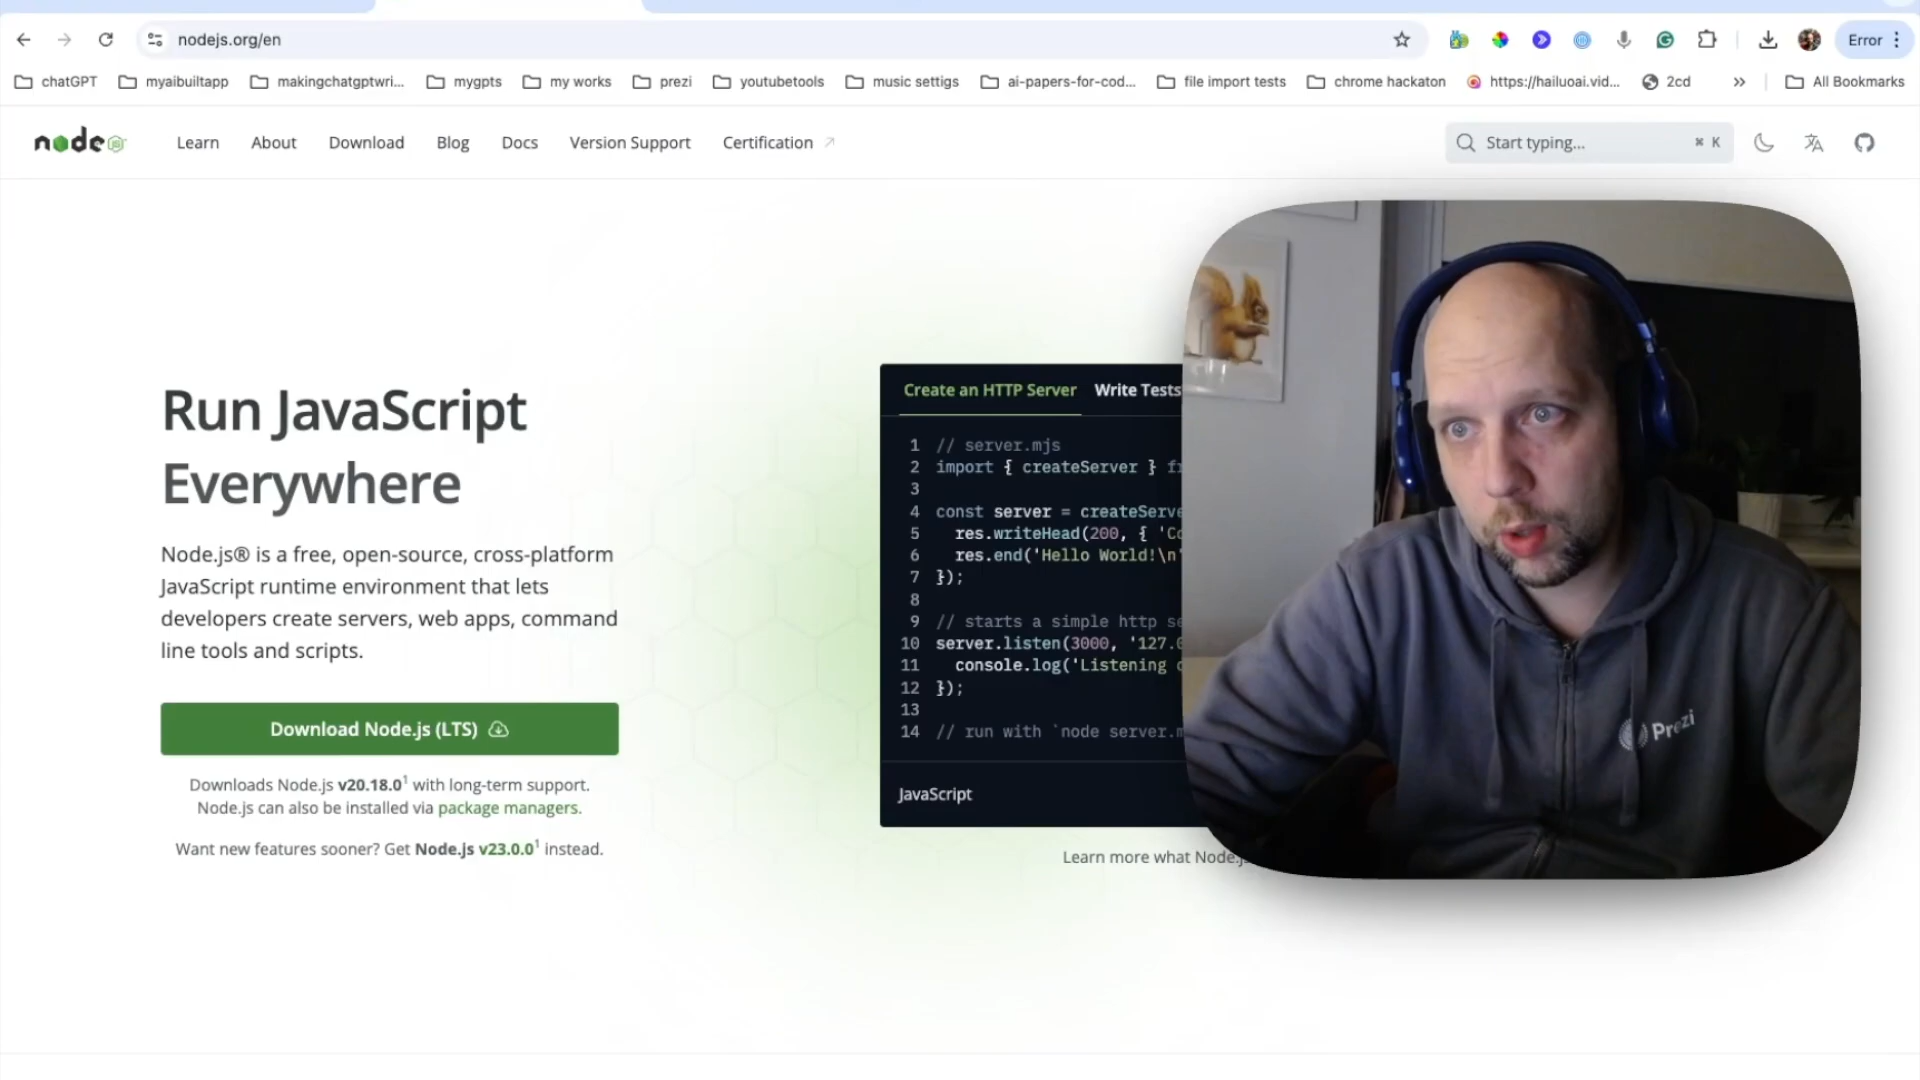 nodejs.org/en
Error
chatGPT
myaibuiltapp
makingchatgptwri...
mygpts
my works
prezi
youtubetools
music settigs
ai-papers-for-cod...
file import tests
chrome hackaton
https://hailuoai.vid...
2cd
»
All Bookmarks
node
Learn
About
Download
Blog
Docs
Version Support
Certification
Start typing...
⌘ K
Run JavaScript
Everywhere
Node.js® is a free, open-source, cross-platform
JavaScript runtime environment that lets
developers create servers, web apps, command
line tools and scripts.
Download Node.js (LTS)
Downloads Node.js v20.18.0¹ with long-term support.
Node.js can also be installed via package managers.
Want new features sooner? Get Node.js v23.0.0¹ instead.
Create an HTTP Server
Write Tests
1 // server.mjs
2 import { createServer } fr
3
4 const server = createServe
5 res.writeHead(200, { 'Co
6 res.end('Hello World!\n'
7 });
8
9 // starts a simple http se
10 server.listen(3000, '127.0
11 console.log('Listening o
12 });
13
14 // run with `node server.m
JavaScript
Learn more what Node.j
Prezi